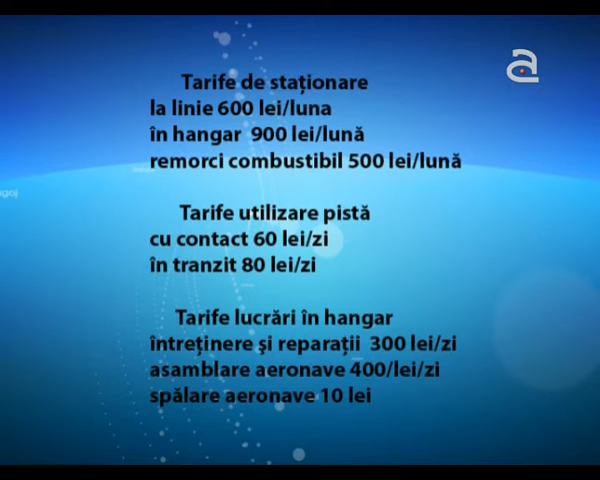 Tarife de staționare
la linie 600 lei/luna
în hangar 900 lei/lună
remorci combustibil 500 lei/lună
Tarife utilizare pistă
cu contact 60 lei/zi
în tranzit 80 lei/zi
Tarife lucrări în hangar
întreținere și reparații 300 lei/zi
asamblare aeronave 400/lei/zi
spălare aeronave 10 lei
a